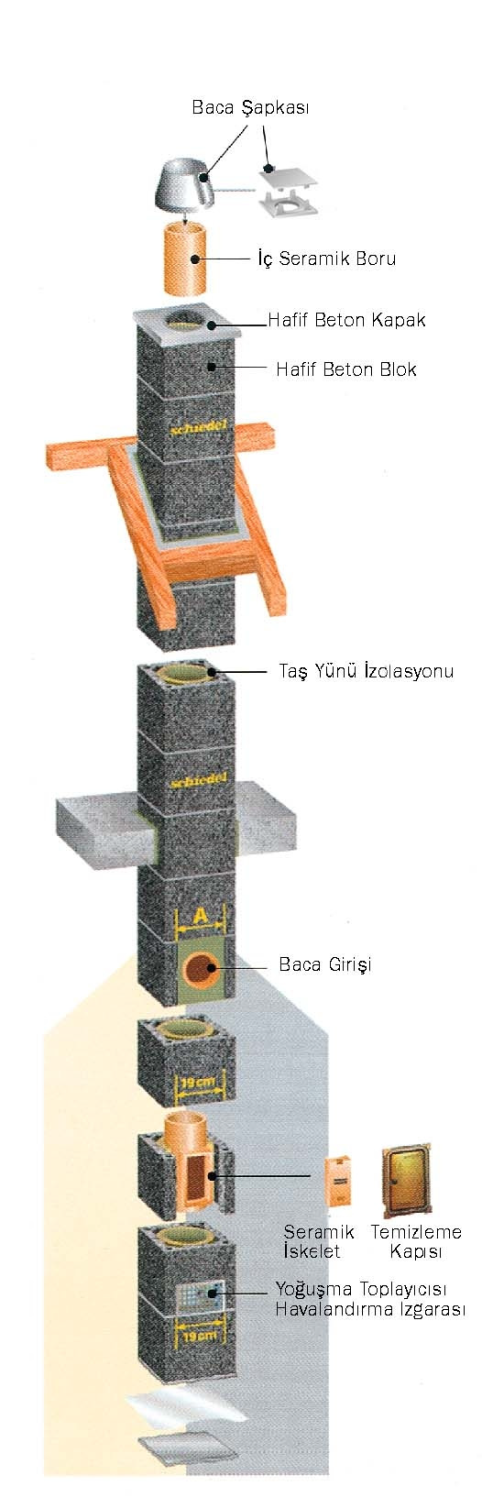 Baca Şapkası
İç Seramik Boru
Hafif Beton Kapak
Hafif Beton Blok
schiedel
Taş Yünü İzolasyonu
schiedel
A
Baca Girişi
19 cm
Seramik İskelet
Temizleme Kapısı
Yoğuşma Toplayıcısı
Havalandırma Izgarası
19 cm